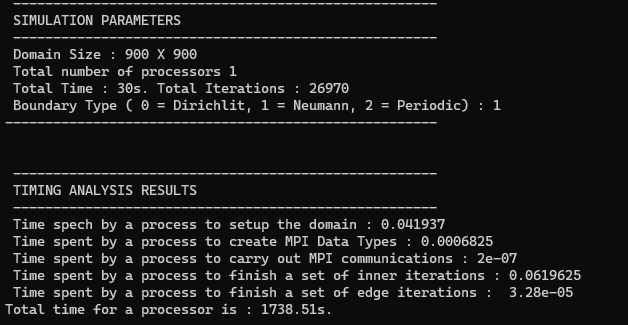 -----------------------------------------------------
SIMULATION PARAMETERS
-----------------------------------------------------
Domain Size : 900 X 900
Total number of processors 1
Total Time : 30s. Total Iterations : 26970
Boundary Type ( 0 = Dirichlit, 1 = Neumann, 2 = Periodic) : 1
------------------------------------------------------
-----------------------------------------------------
TIMING ANALYSIS RESULTS
-----------------------------------------------------
Time spech by a process to setup the domain : 0.041937
Time spent by a process to create MPI Data Types : 0.0006825
Time spent by a process to carry out MPI communications : 2e-07
Time spent by a process to finish a set of inner iterations : 0.0619625
Time spent by a process to finish a set of edge iterations :  3.28e-05
Total time for a processor is : 1738.51s.